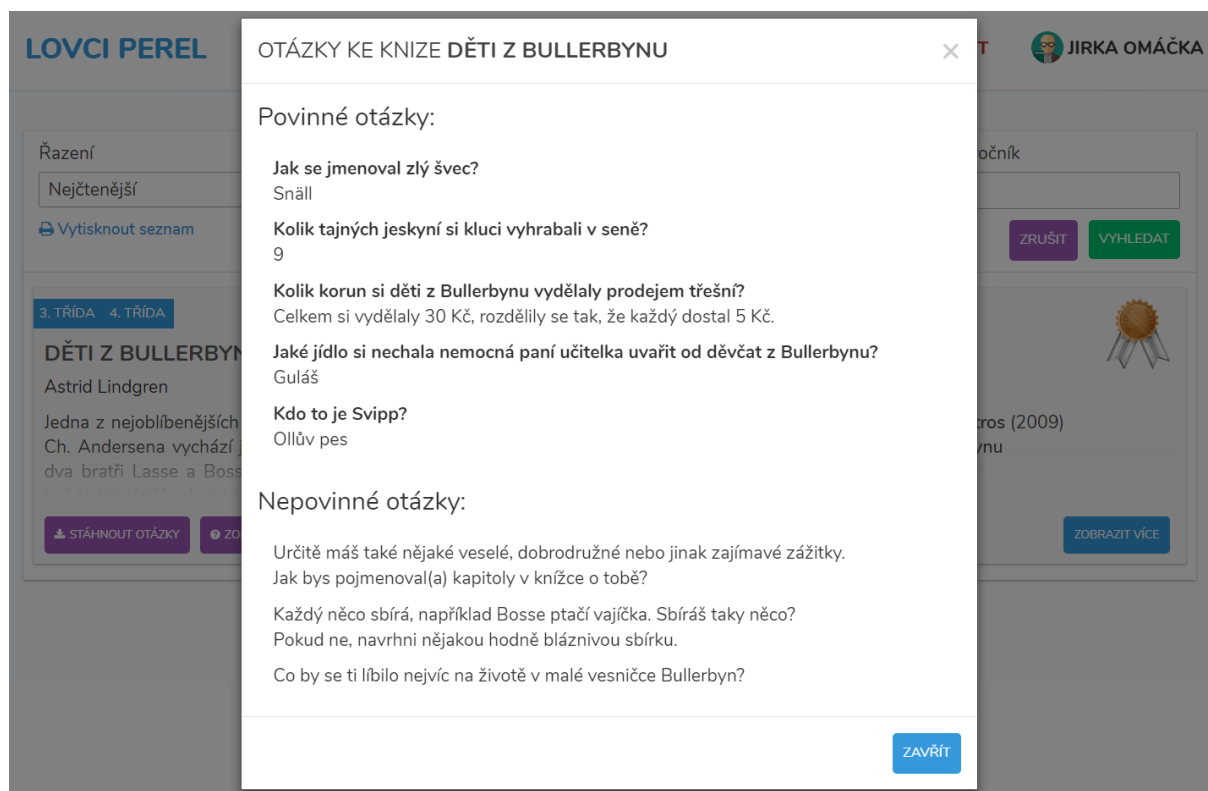 LOVCI PEREL
OTÁZKY KE KNIZE DĚTI Z BULLERBYNU
×
T
JIRKA OMÁČKA
Povinné otázky:
Jak se jmenoval zlý švec?
Snäll
Kolik tajných jeskyní si kluci vyhrabali v seně?
9
Kolik korun si děti z Bullerbynu vydělaly prodejem třešní?
Celkem si vydělaly 30 Kč, rozdělily se tak, že každý dostal 5 Kč.
Jaké jídlo si nechala nemocná paní učitelka uvařit od děvčat z Bullerbynu?
Guláš
Kdo to je Svipp?
Ollův pes
Nepovinné otázky:
Určitě máš také nějaké veselé, dobrodružné nebo jinak zajímavé zážitky.
Jak bys pojmenoval(a) kapitoly v knížce o tobě?
Každý něco sbírá, například Bosse ptačí vajíčka. Sbíráš taky něco?
Pokud ne, navrhni nějakou hodně bláznivou sbírku.
Co by se ti líbilo nejvíc na životě v malé vesničce Bullerbyn?
ZAVŘÍT
Řazení
Nejčtenější
Vytisknout seznam
očník
ZRUŠIT
VYHLEDAT
3. TŘÍDA 4. TŘÍDA
DĚTI Z BULLERBYN
Astrid Lindgren
Jedna z nejoblíbenějších
Ch. Andersena vychází j
dva bratři Lasse a Boss
tros (2009)
ynu
STÁHNOUT OTÁZKY
ZO
ZOBRAZIT VÍCE